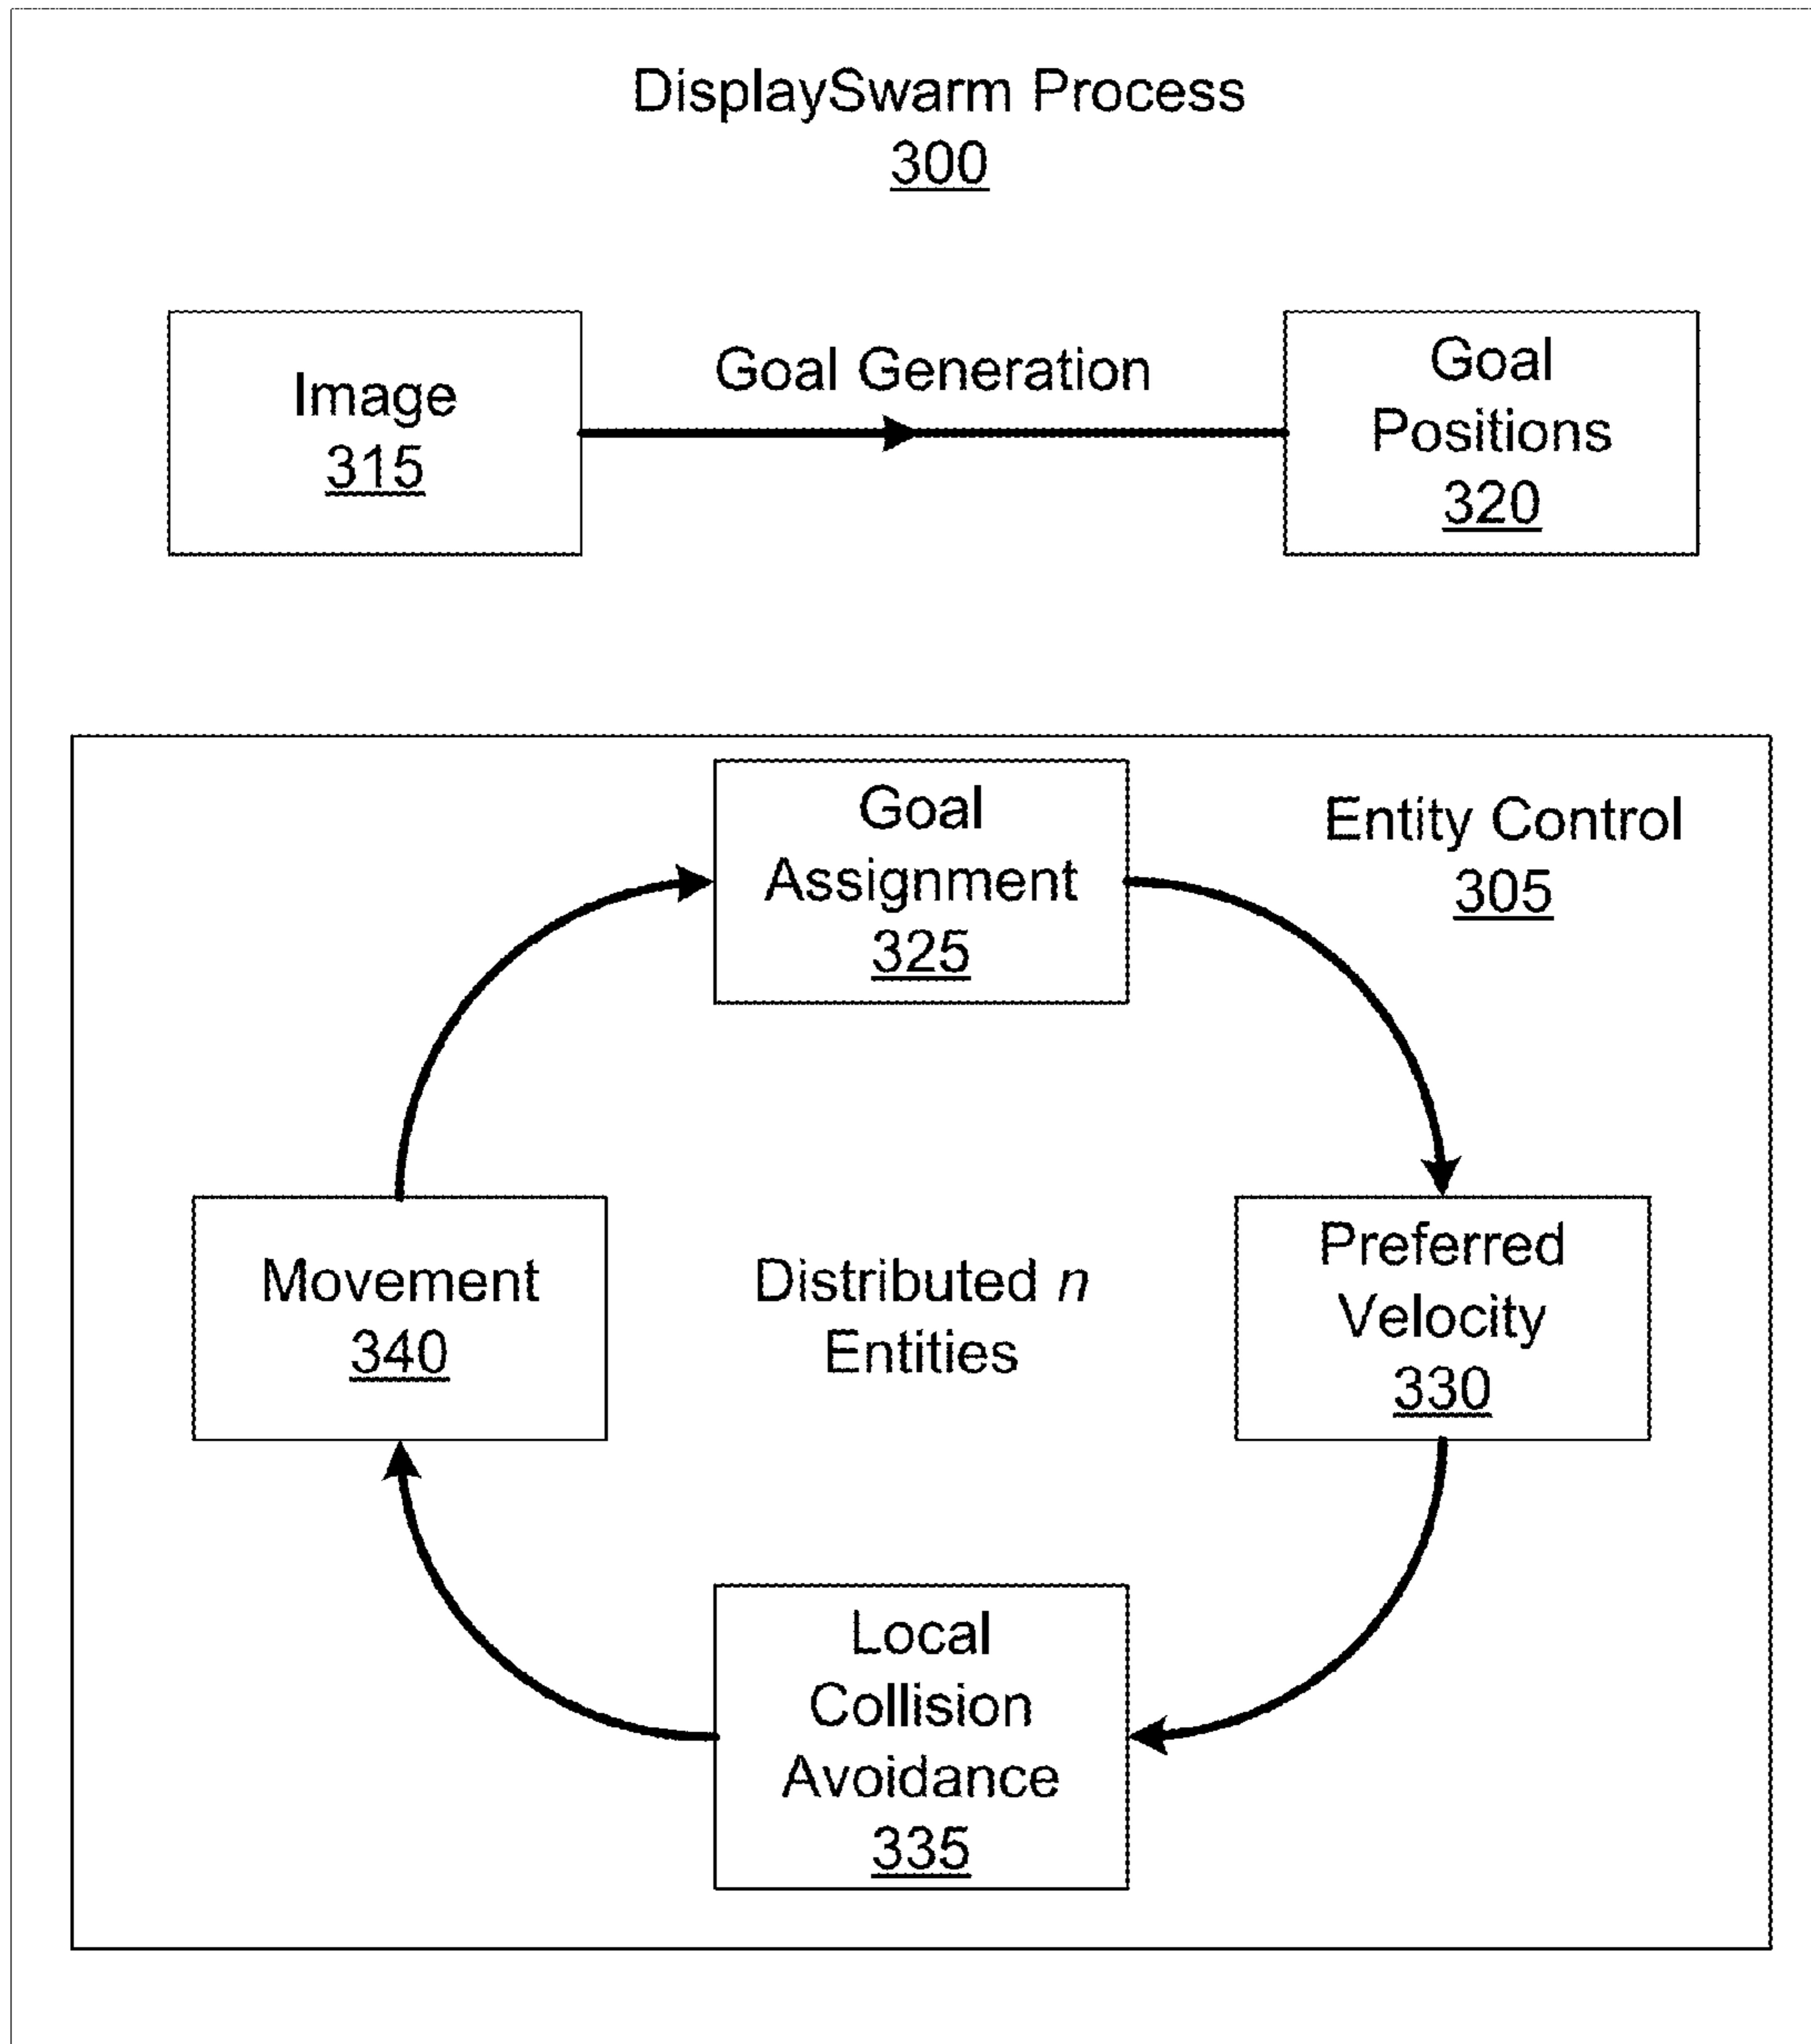 DisplaySwarm Process
300
Image
315
Goal Generation
Goal
Positions
320
Goal
Assignment
325
Entity Control
305
Movement
340
Distributed n
Entities
Preferred
Velocity
330
Local
Collision
Avoidance
335